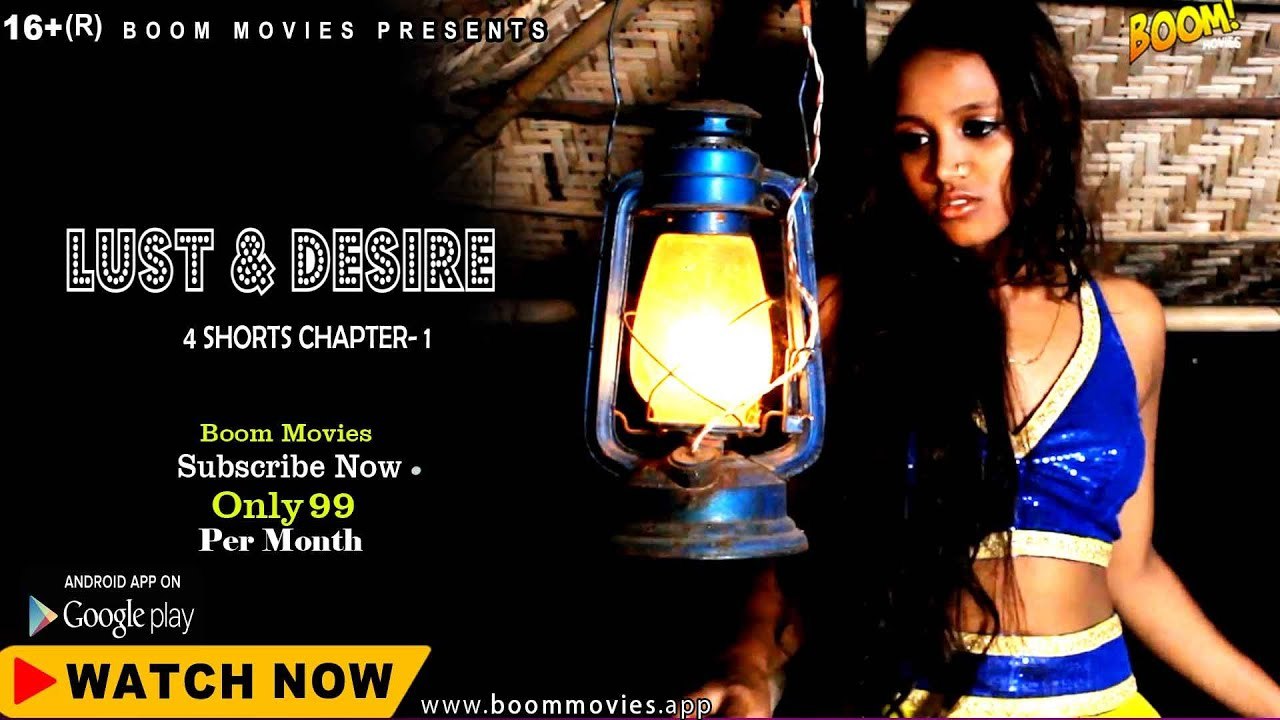 16+(R) BOOM MOVIES PRESENTS
BOOM!
MOVIES
LUST & DESIRE
4 SHORTS CHAPTER- 1
Boom Movies
Subscribe Now •
Only 99
Per Month
ANDROID APP ON
Google play
WATCH NOW
www.boommovies.app